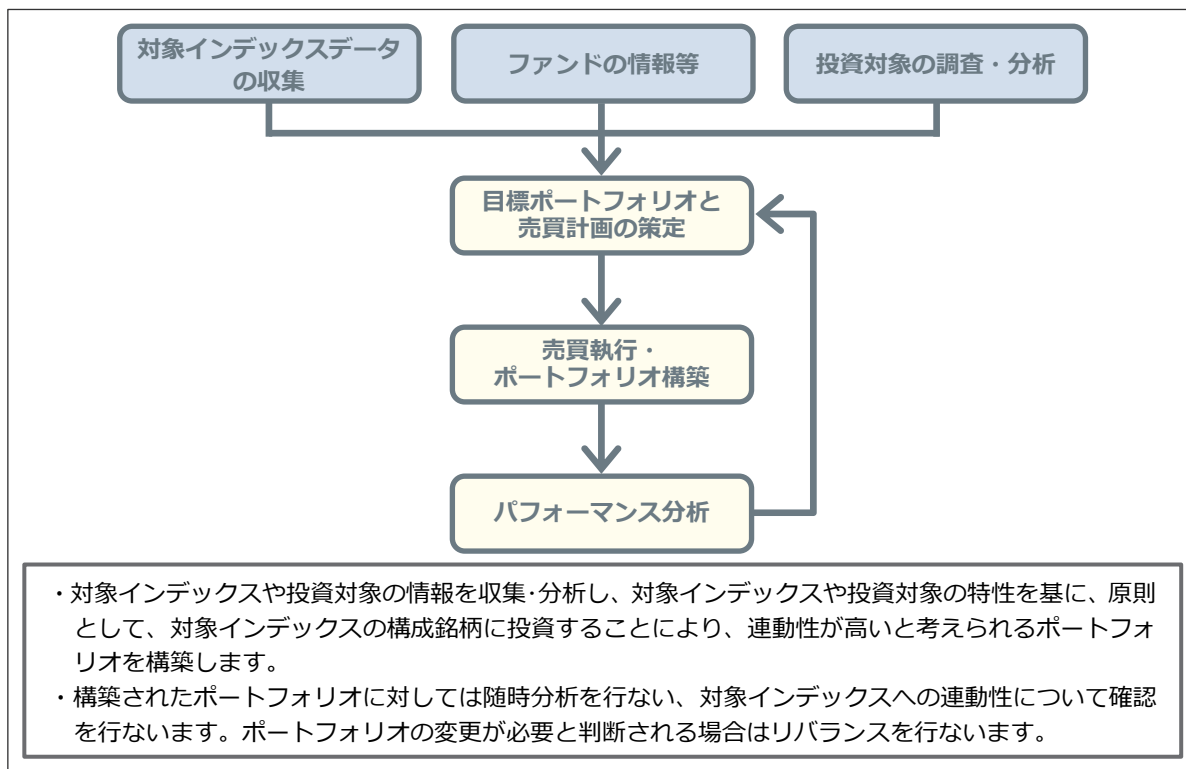 対象インデックスデータ
の収集
ファンドの情報等
投資対象の調査・分析
目標ポートフォリオと
売買計画の策定
売買執行・
ポートフォリオ構築
パフォーマンス分析
・対象インデックスや投資対象の情報を収集･分析し、対象インデックスや投資対象の特性を基に、原則
として、対象インデックスの構成銘柄に投資することにより、連動性が高いと考えられるポートフォ
リオを構築します。
・構築されたポートフォリオに対しては随時分析を行ない、対象インデックスへの連動性について確認
を行ないます。ポートフォリオの変更が必要と判断される場合はリバランスを行ないます。